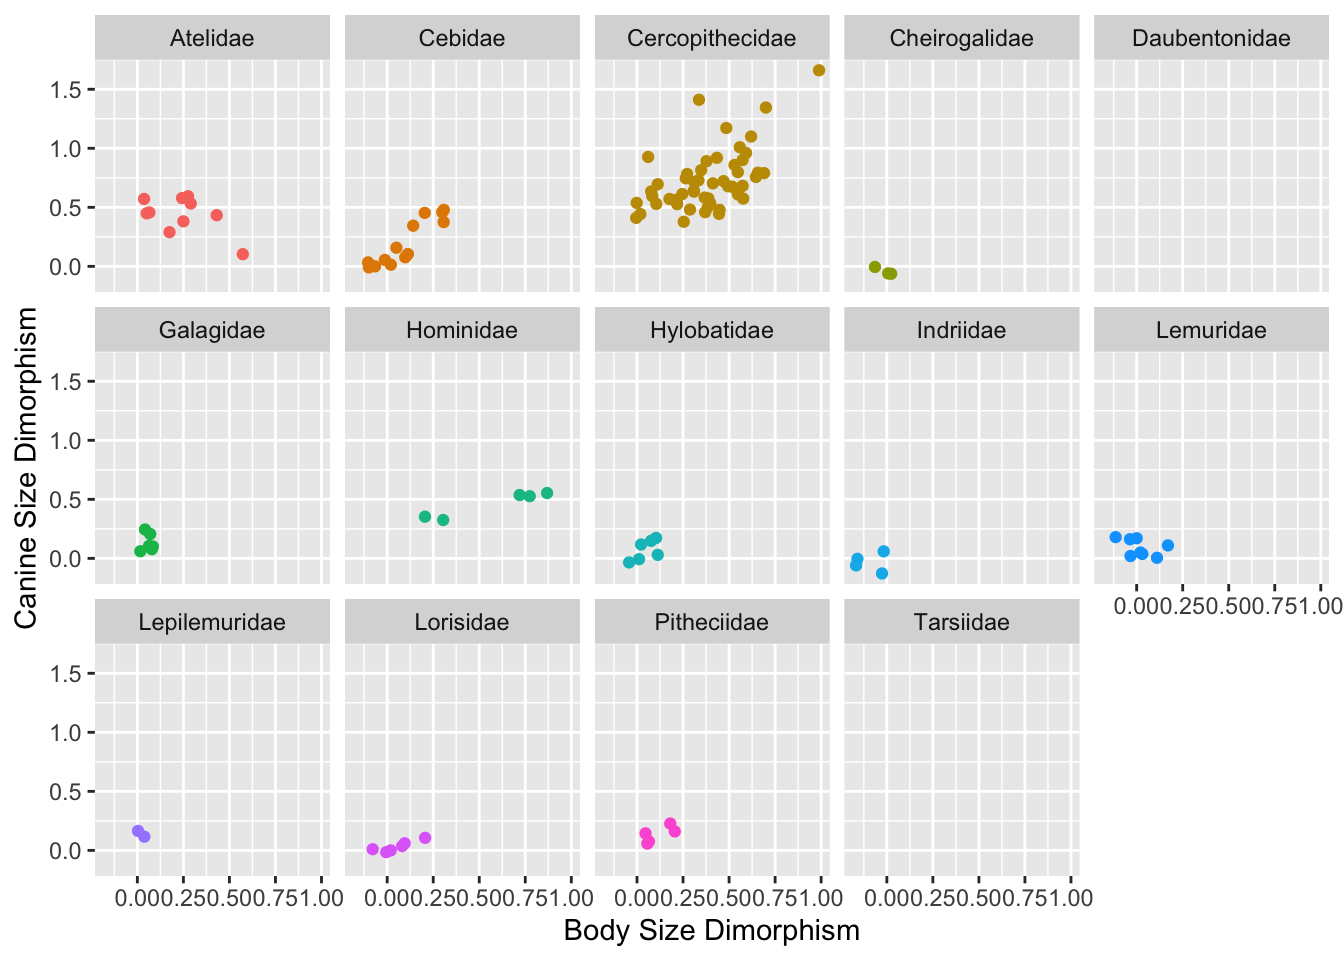 Atelidae Cebidae Cercopithecidae Cheirogalidae Daubentonidae
1.5
1.0
0.5
0.0
Galagidae Hominidae Hylobatidae Indriidae Lemuridae
1.5
1.0
0.5
0.0
0.000.250.500.751.00
Canine Size Dimorphism
Lepilemuridae Lorisidae Pitheciidae Tarsiidae
1.5
1.0
0.5
0.0
0.000.250.500.751.00 0.000.250.500.751.00 0.000.250.500.751.00 0.000.250.500.751.00
Body Size Dimorphism